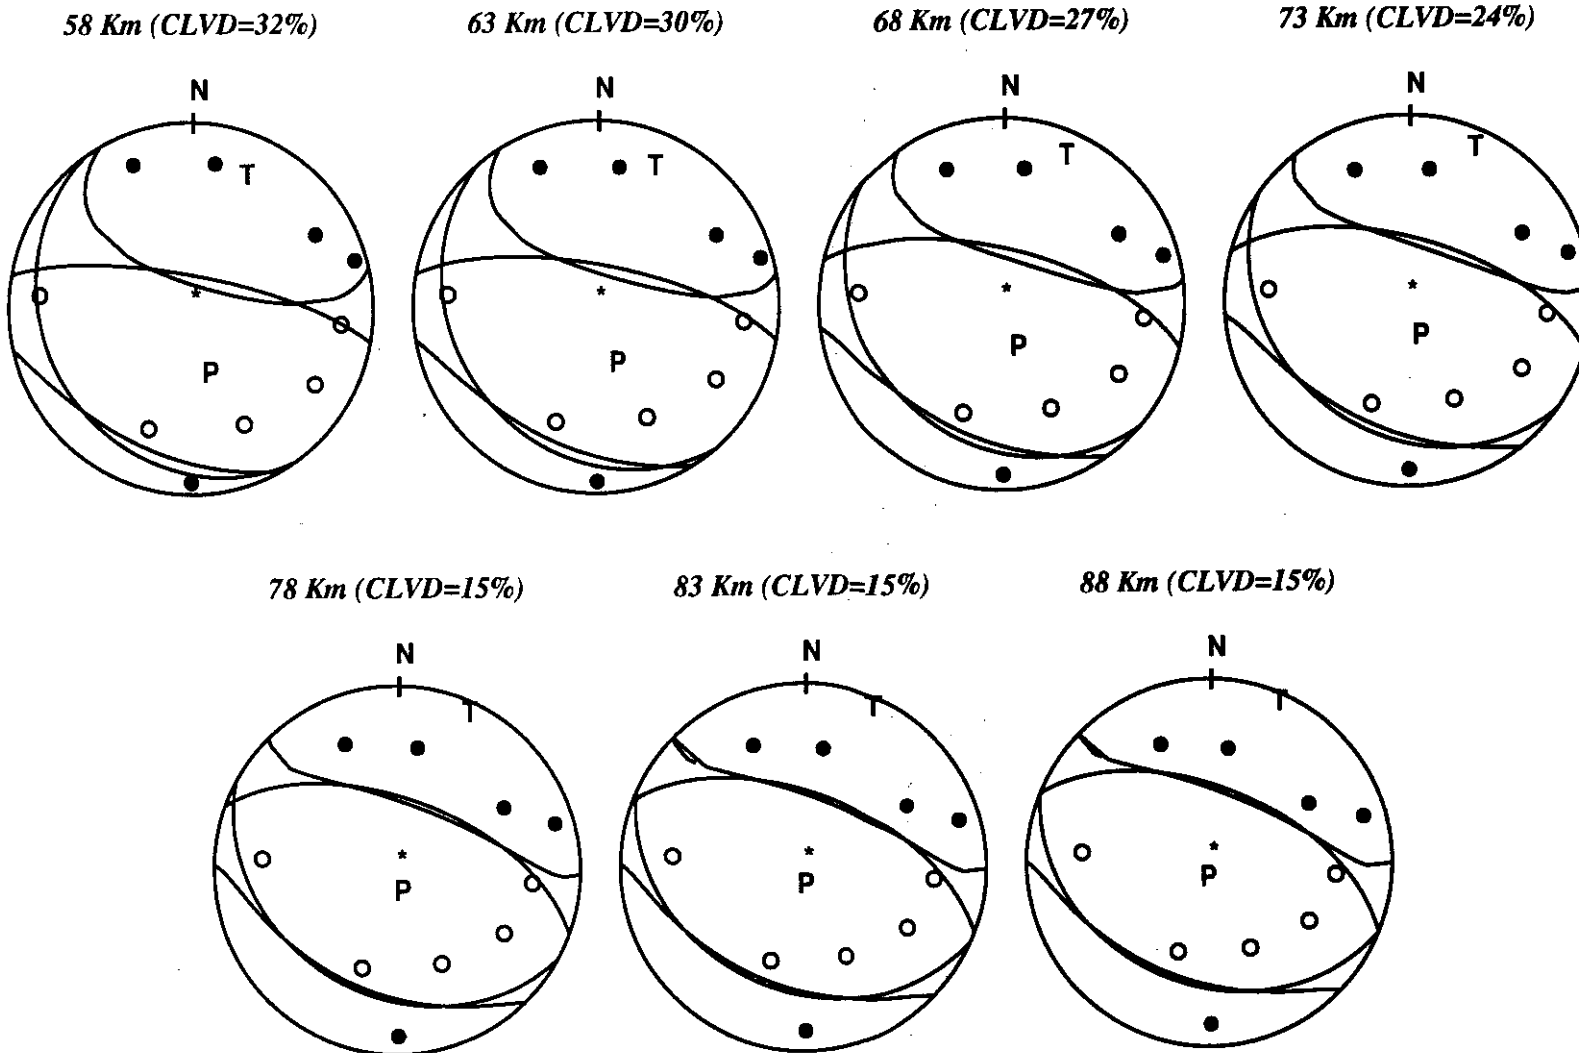 58 Km (CLVD=32%) 63 Km (CLVD=30%) 68 Km (CLVD=27%) 73 Km (CLVD=24%)
N N N N
T T T T
* * * *
P P P P
78 Km (CLVD=15%) 83 Km (CLVD=15%) 88 Km (CLVD=15%)
N N N
T T T
* * *
P P P